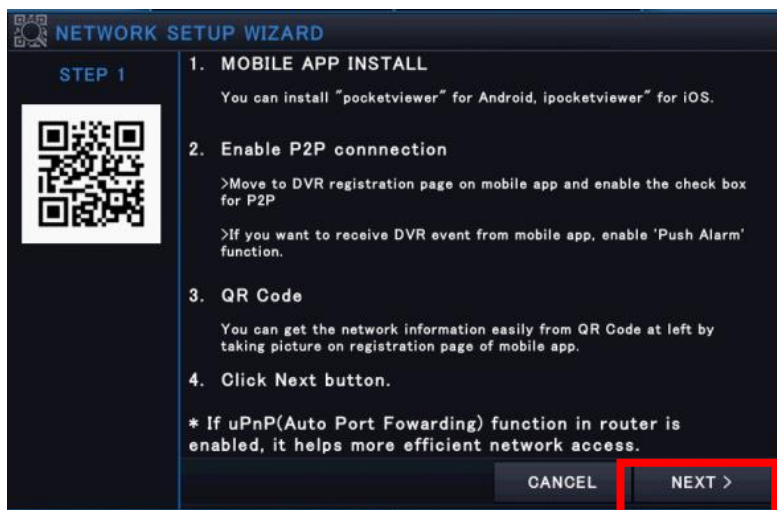 NETWORK SETUP WIZARD
STEP 1
1. MOBILE APP INSTALL
You can install "pocketviewer" for Android, ipocketviewer" for iOS.
2. Enable P2P connnection
>Move to DVR registration page on mobile app and enable the check box
for P2P
>If you want to receive DVR event from mobile app, enable 'Push Alarm'
function.
3. QR Code
You can get the network information easily from QR Code at left by
taking picture on registration page of mobile app.
4. Click Next button.
* If uPnP(Auto Port Fowarding) function in router is
enabled, it helps more efficient network access.
CANCEL
NEXT >